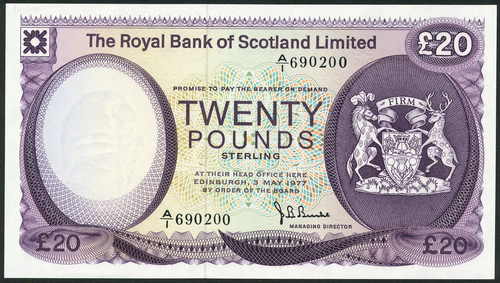 The Royal Bank of Scotland Limited
£20
A/1 690200
FIRM
PROMISE TO PAY THE BEARER ON DEMAND
TWENTY
POUNDS
STERLING
AT THEIR HEAD OFFICE HERE
EDINBURGH, 3 MAY 1977
BY ORDER OF THE BOARD
A/1 690200
J B Burke
MANAGING DIRECTOR
£20
£20